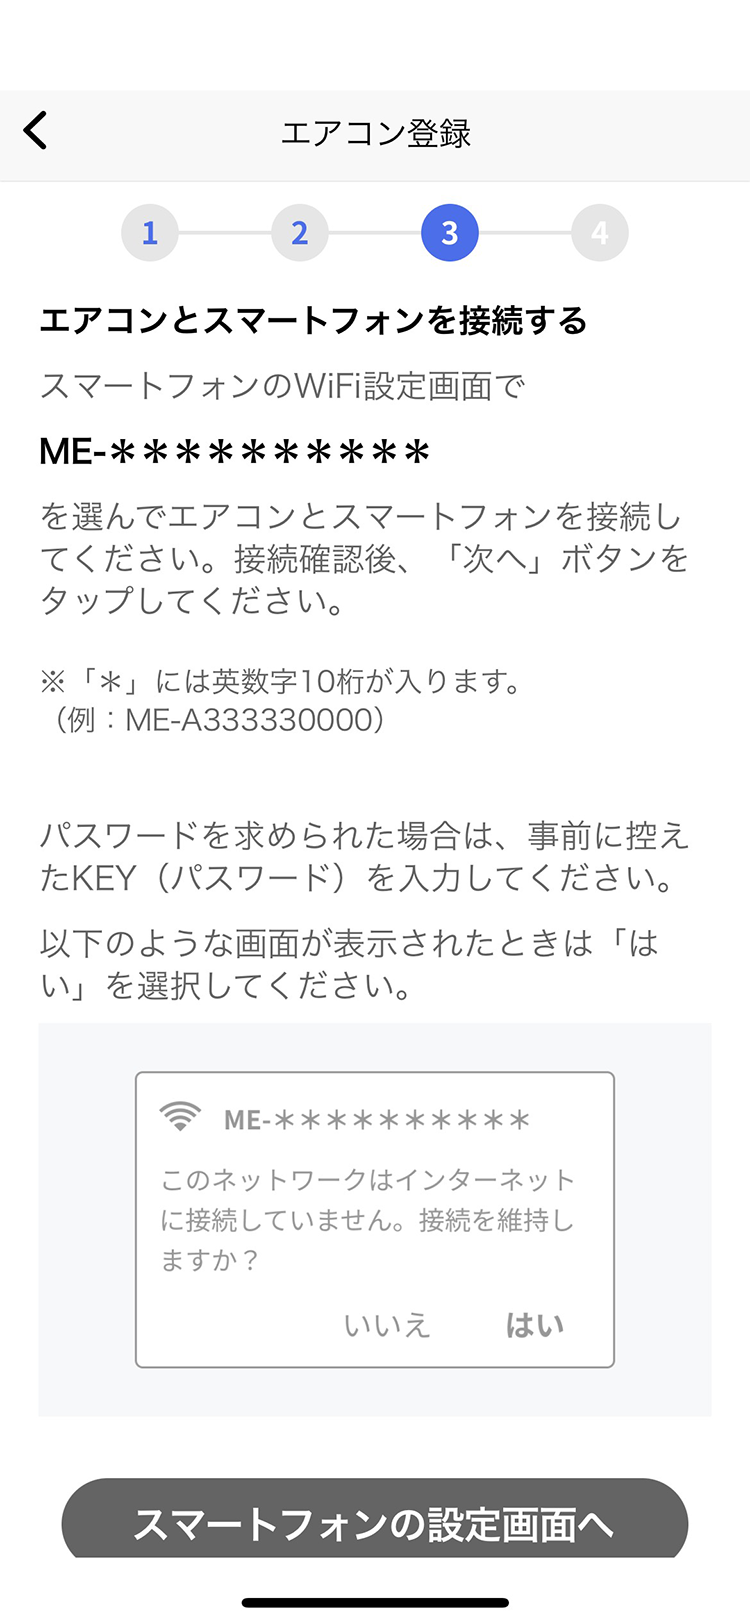 エアコン登録
1 2 3 4
エアコンとスマートフォンを接続する
スマートフォンのWiFi設定画面で
ME-＊＊＊＊＊＊＊＊＊＊
を選んでエアコンとスマートフォンを接続し
てください。接続確認後、「次へ」ボタンを
タップしてください。
※「＊」には英数字10桁が入ります。
（例：ME-A333330000）
パスワードを求められた場合は、事前に控え
たKEY（パスワード）を入力してください。
以下のような画面が表示されたときは「は
い」を選択してください。
ME-＊＊＊＊＊＊＊＊＊＊
このネットワークはインターネット
に接続していません。接続を維持し
ますか？
いいえ はい
スマートフォンの設定画面へ